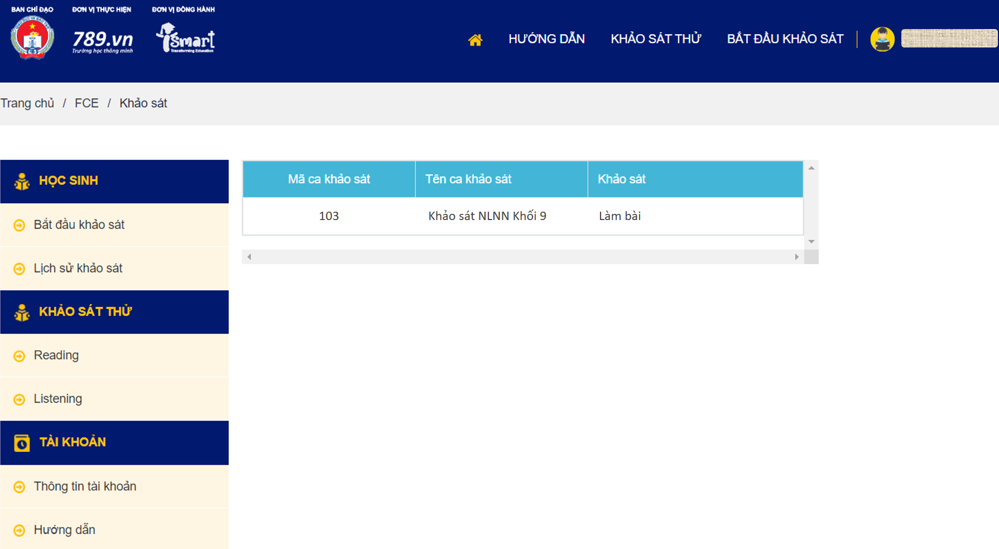 BAN CHỈ ĐẠO
ĐƠN VỊ THỰC HIỆN
ĐƠN VỊ ĐỒNG HÀNH
789.vn
Trường học thông minh
iSmart
Transforming Education
HƯỚNG DẪN
KHẢO SÁT THỬ
BẮT ĐẦU KHẢO SÁT
Trang chủ / FCE / Khảo sát
HỌC SINH
Bắt đầu khảo sát
Lịch sử khảo sát
KHẢO SÁT THỬ
Reading
Listening
TÀI KHOẢN
Thông tin tài khoản
Hướng dẫn
Mã ca khảo sát Tên ca khảo sát Khảo sát
103 Khảo sát NLNN Khối 9 Làm bài